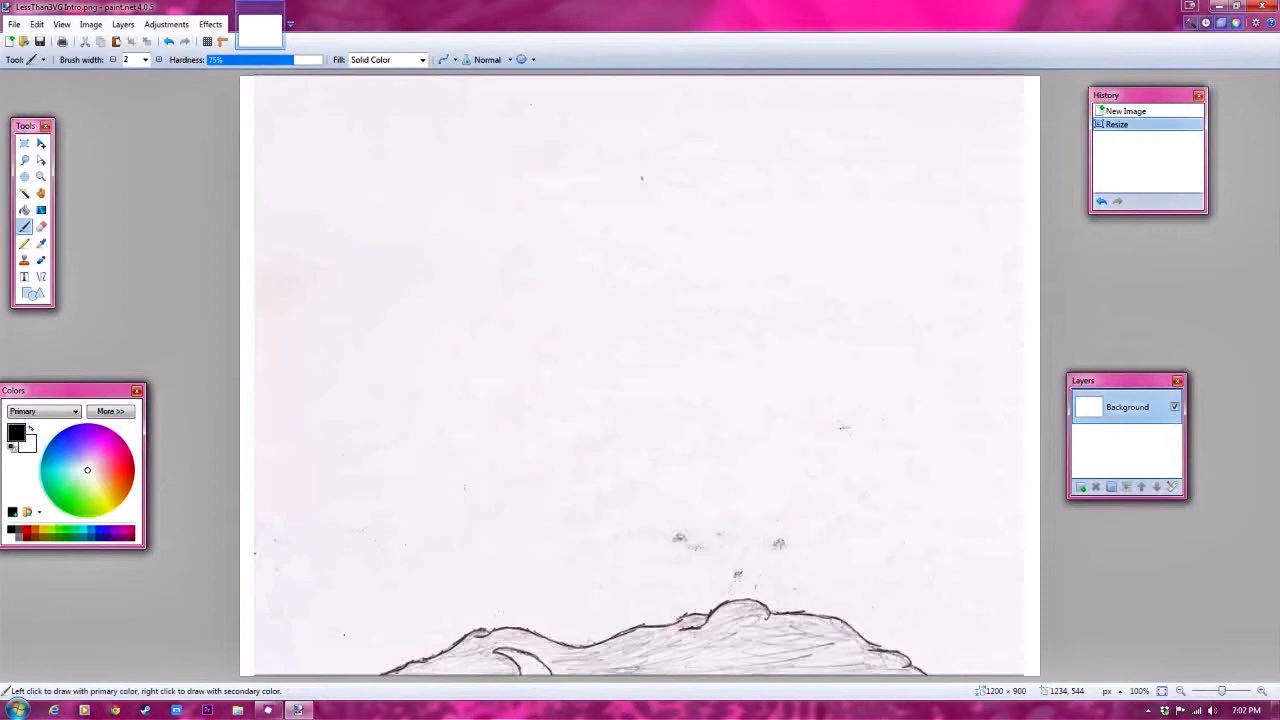 LessThan3VG Intro.png - paint.net 4.0.5
File Edit View Image Layers Adjustments Effects
Tool: Brush width: 2 Hardness: 75% Fill: Solid Color Normal
Tools
History
New Image
Resize
Colors
Primary More >>
Layers
Background
Left click to draw with primary color, right click to draw with secondary color. 1200 × 900 1234, 544 px 100%
7:02 PM